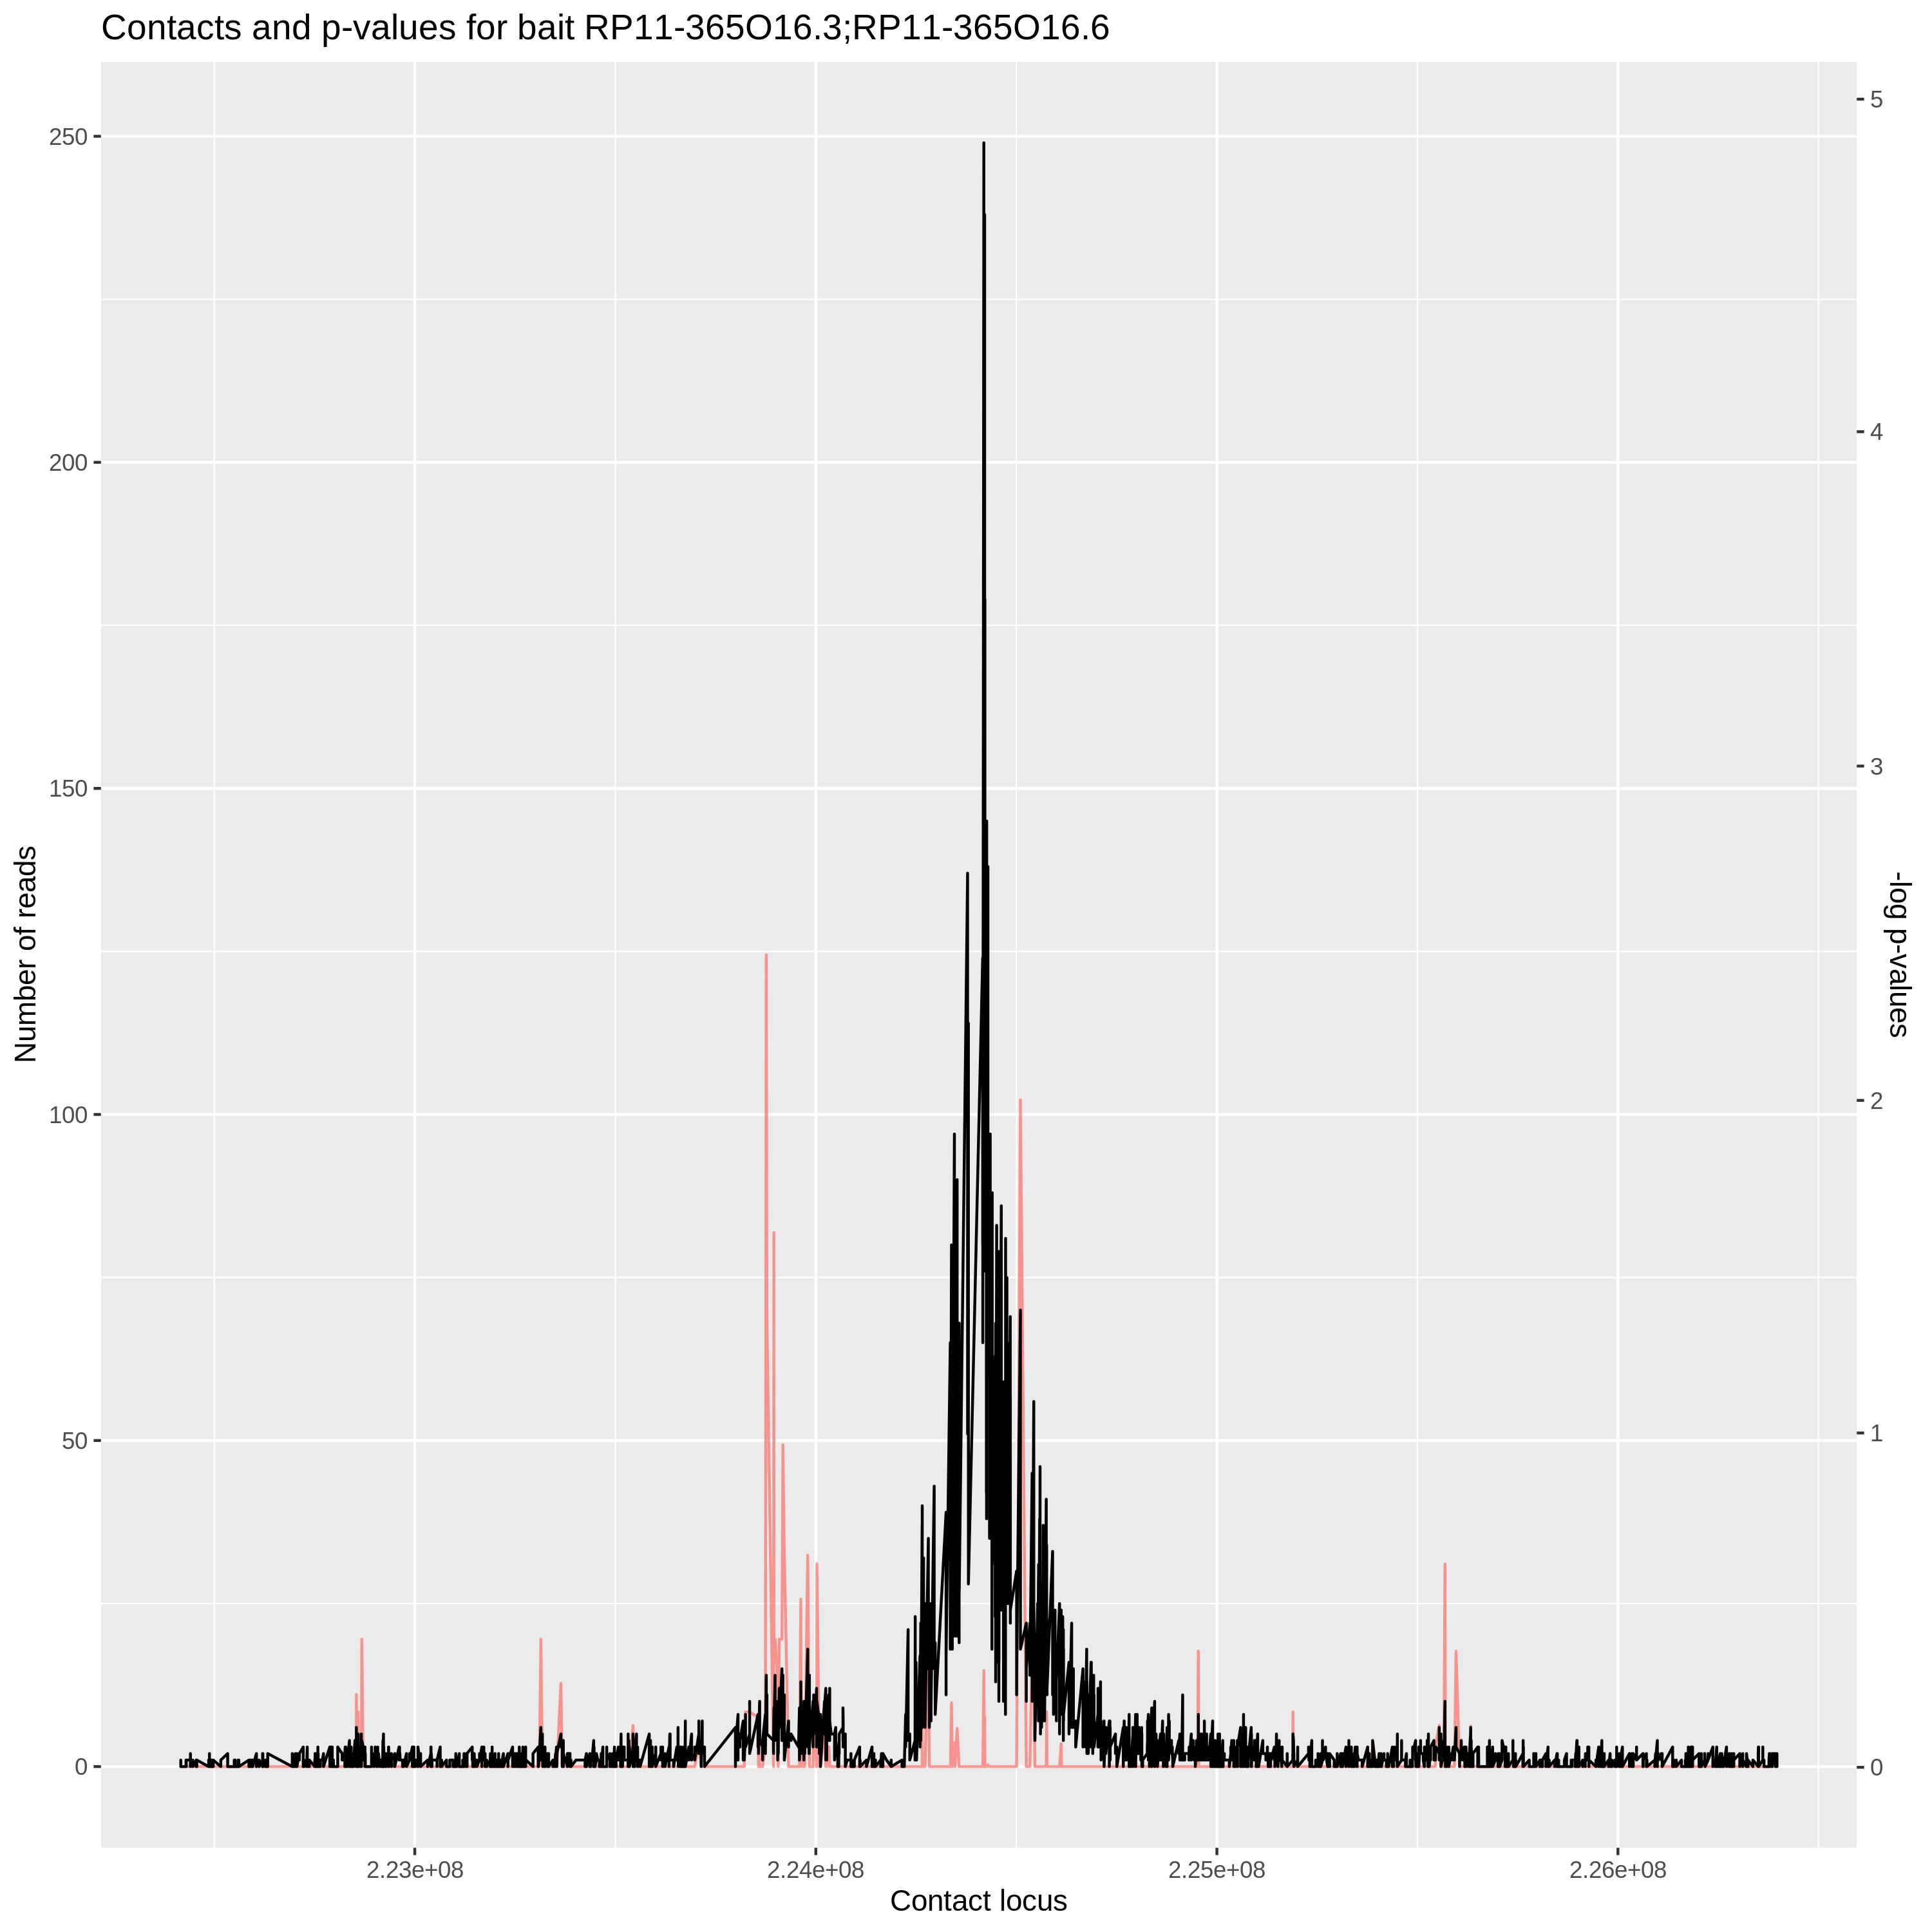 Contacts and p-values for bait RP11-365O16.3;RP11-365O16.6
250
200
150
100
50
0
5
4
3
2
1
0
Number of reads
-log p-values
2.23e+08
2.24e+08
2.25e+08
2.26e+08
Contact locus